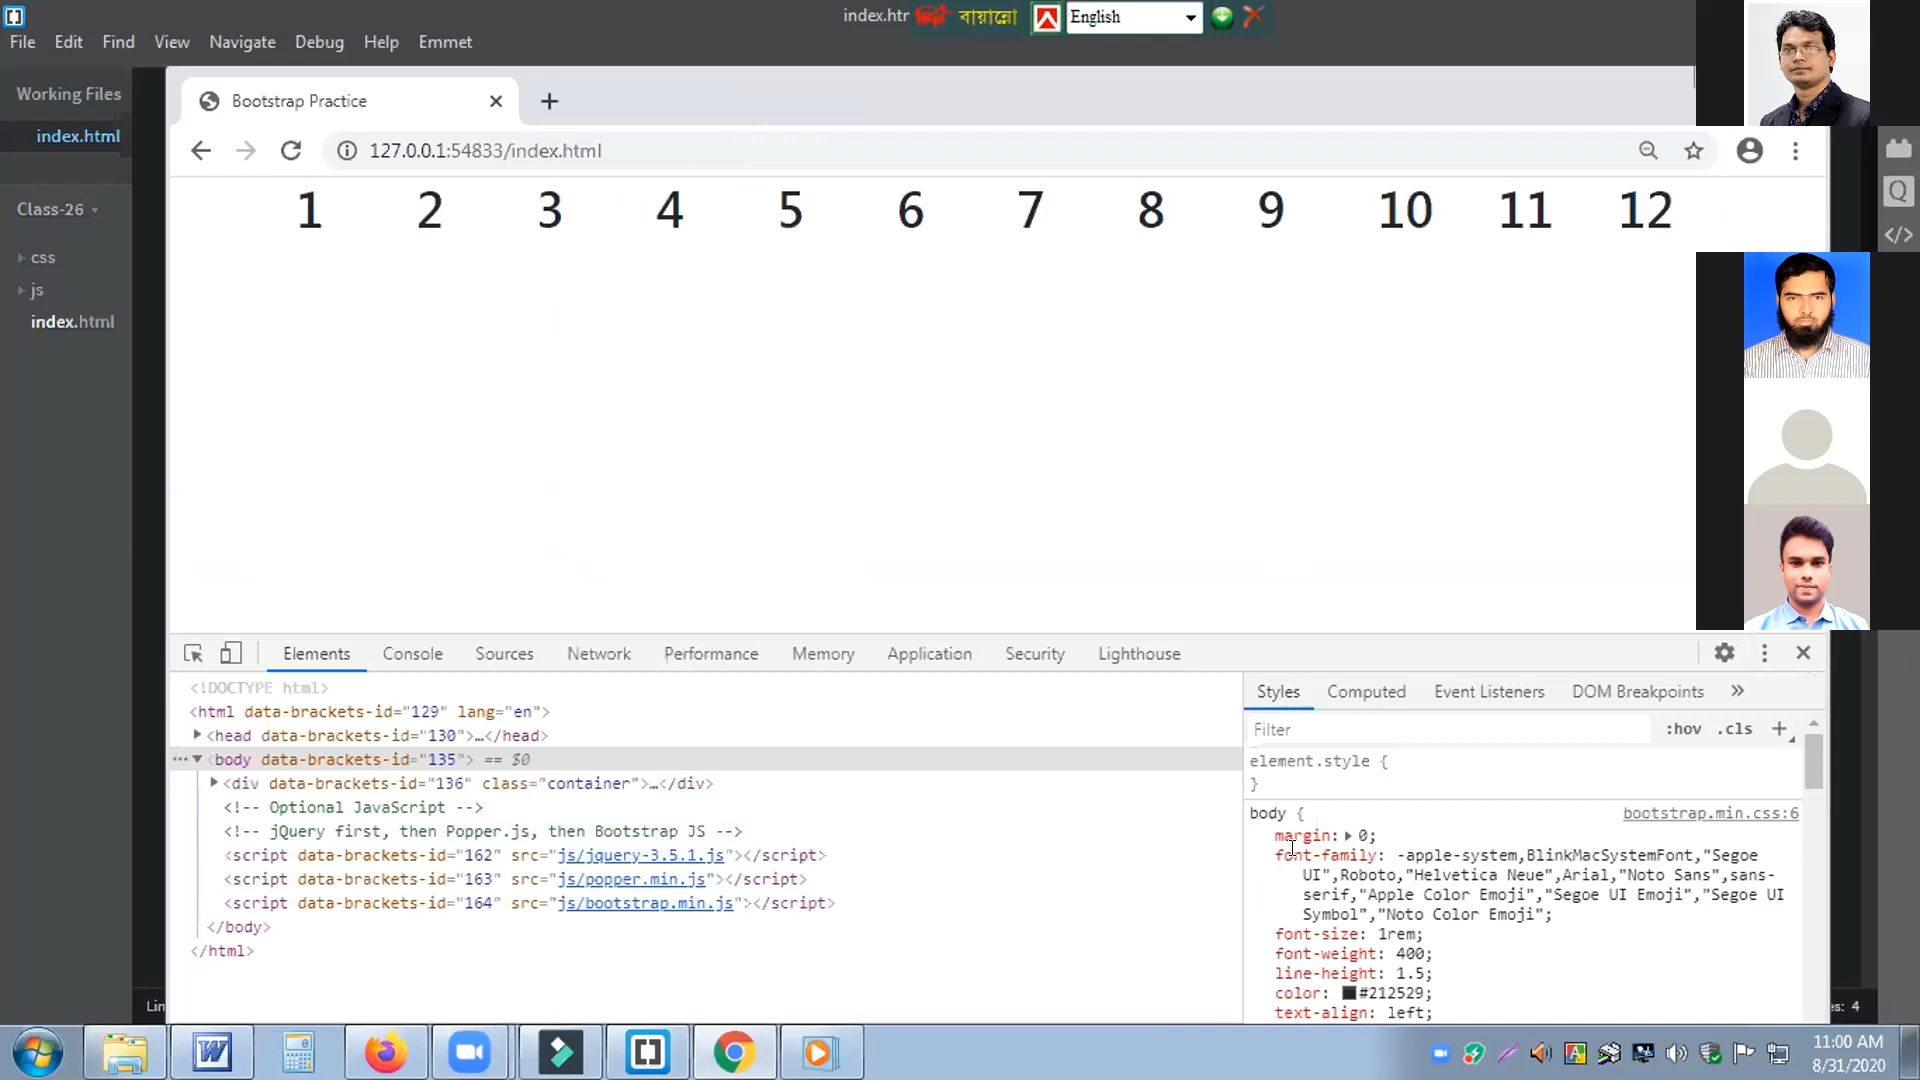 index.htr বায়ান্নো English
File Edit Find View Navigate Debug Help Emmet
Working Files
index.html
Class-26
css
js
index.html
Bootstrap Practice
127.0.0.1:54833/index.html
1 2 3 4 5 6 7 8 9 10 11 12
Elements Console Sources Network Performance Memory Application Security Lighthouse
<!DOCTYPE html>
<html data-brackets-id="129" lang="en">
<head data-brackets-id="130">…</head>
<body data-brackets-id="135"> == $0
<div data-brackets-id="136" class="container">…</div>
<!-- Optional JavaScript -->
<!-- jQuery first, then Popper.js, then Bootstrap JS -->
<script data-brackets-id="162" src="js/jquery-3.5.1.js"></script>
<script data-brackets-id="163" src="js/popper.min.js"></script>
<script data-brackets-id="164" src="js/bootstrap.min.js"></script>
</body>
</html>
Styles Computed Event Listeners DOM Breakpoints »
Filter :hov .cls +
element.style {
}
body { bootstrap.min.css:6
margin: 0;
font-family: -apple-system,BlinkMacSystemFont,"Segoe
UI",Roboto,"Helvetica Neue",Arial,"Noto Sans",sans-
serif,"Apple Color Emoji","Segoe UI Emoji","Segoe UI
Symbol","Noto Color Emoji";
font-size: 1rem;
font-weight: 400;
line-height: 1.5;
color: #212529;
text-align: left;
Lin
s: 4
11:00 AM
8/31/2020